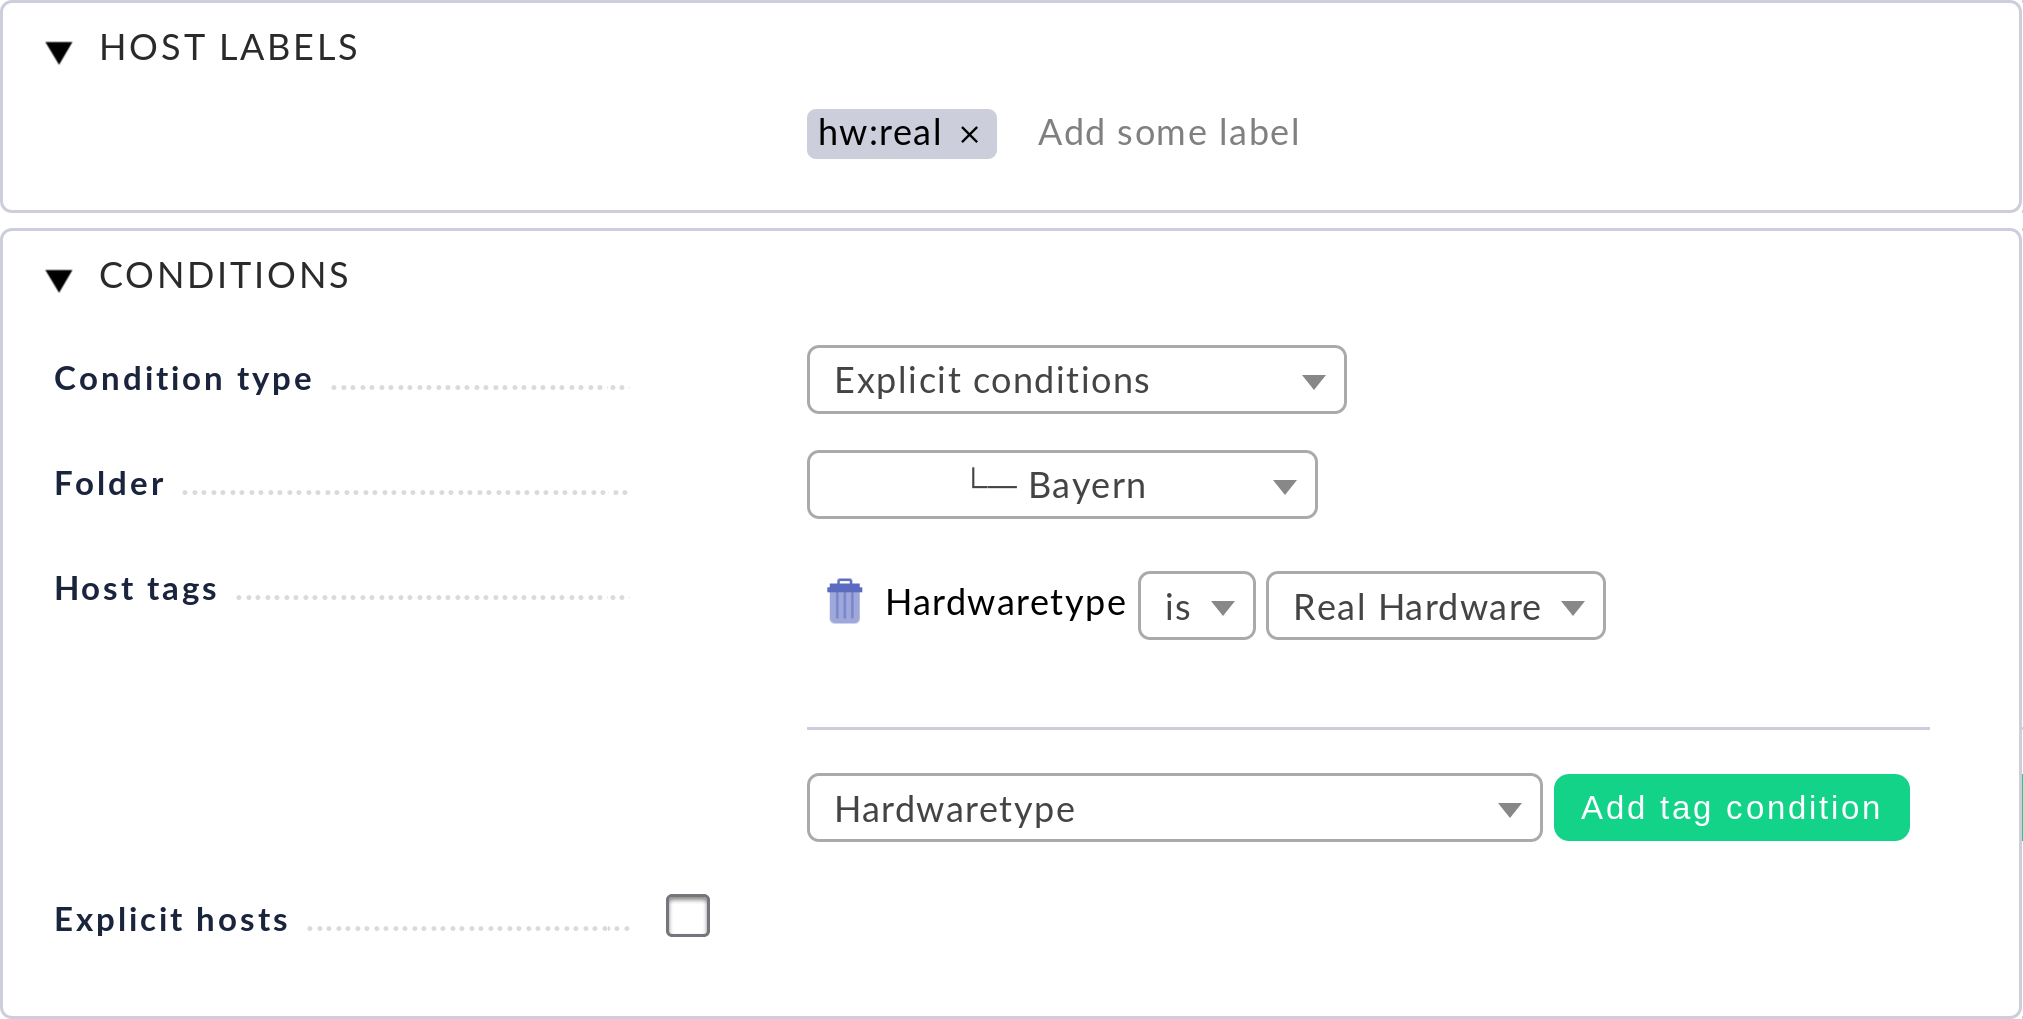 HOST LABELS
hw:real × Add some label
CONDITIONS
Condition type Explicit conditions
Folder └─ Bayern
Host tags Hardwaretype is Real Hardware
Hardwaretype Add tag condition
Explicit hosts